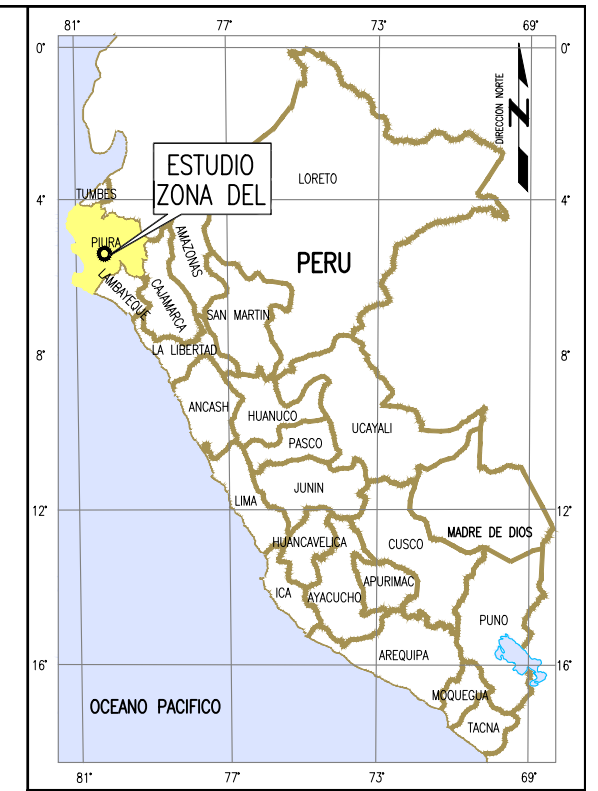 81°
77°
73°
69°
0°
0°
DIRECCION NORTE
N
ESTUDIO
ZONA DEL
LORETO
TUMBES
4°
4°
PIURA
AMAZONAS
PERU
LAMBAYEQUE
CAJAMARCA
SAN MARTIN
LA LIBERTAD
8°
8°
ANCASH
HUANUCO
UCAYALI
PASCO
JUNIN
LIMA
12°
12°
MADRE DE DIOS
HUANCAVELICA
CUSCO
APURIMAC
ICA
AYACUCHO
PUNO
AREQUIPA
16°
16°
MOQUEGUA
OCEANO PACIFICO
TACNA
81°
77°
73°
69°